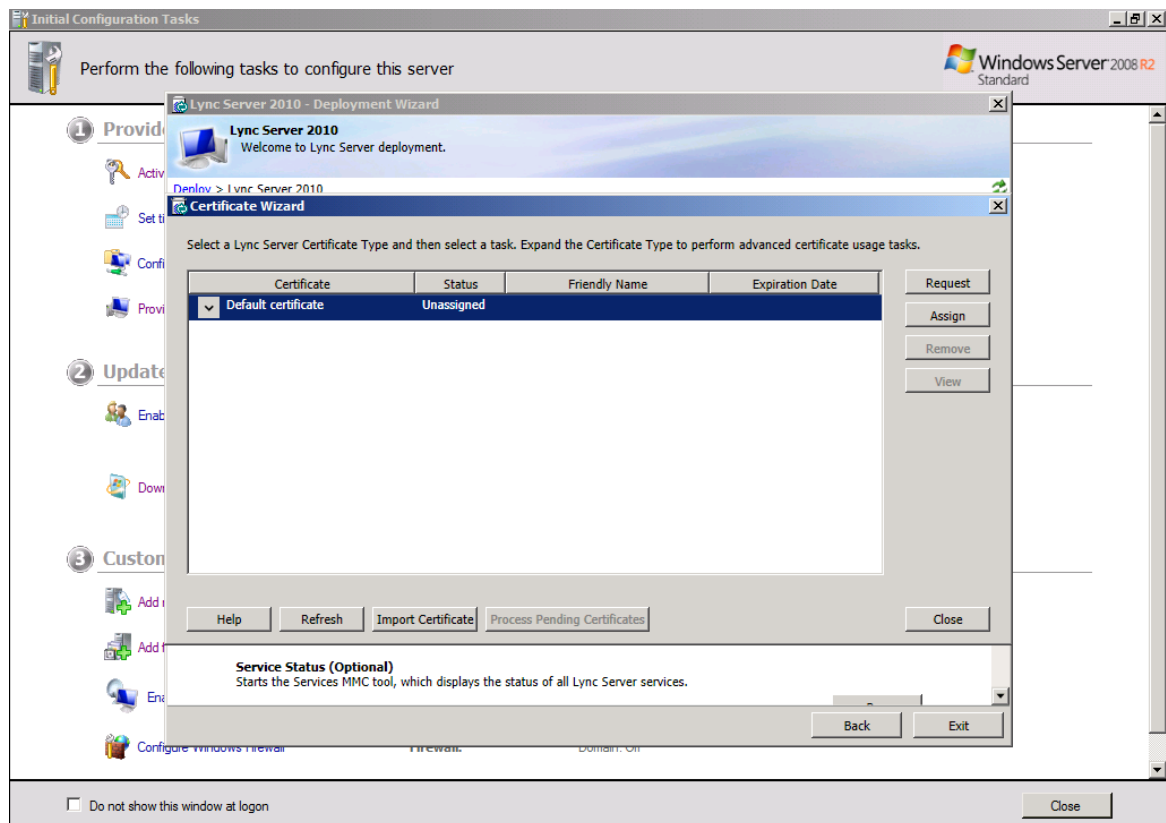 Initial Configuration Tasks
Perform the following tasks to configure this server
Windows Server 2008 R2
Standard
Lync Server 2010 - Deployment Wizard
Lync Server 2010
Welcome to Lync Server deployment.
Deploy > Lync Server 2010
Certificate Wizard
Select a Lync Server Certificate Type and then select a task. Expand the Certificate Type to perform advanced certificate usage tasks.
Certificate Status Friendly Name Expiration Date
Default certificate Unassigned
Request
Assign
Remove
View
Help Refresh Import Certificate Process Pending Certificates Close
Service Status (Optional)
Starts the Services MMC tool, which displays the status of all Lync Server services.
Back Exit
1 Provid
Activ
Set ti
Confi
Provi
2 Update
Enab
Down
3 Custon
Add
Add
Ena
Configure Windows Firewall Firewall: Domain: On
Do not show this window at logon Close